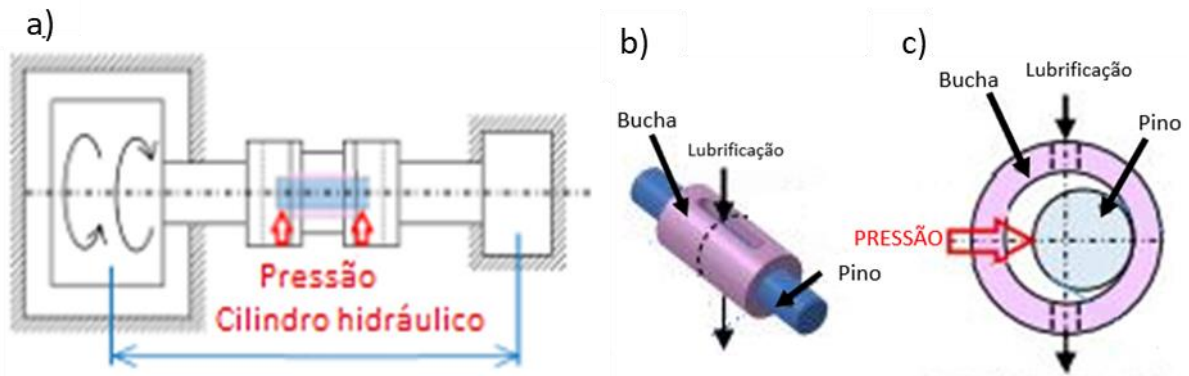 a)
Pressão
Cilindro hidráulico
b)
Bucha
Lubrificação
Pino
c)
Bucha
Lubrificação
Pino
PRESSÃO